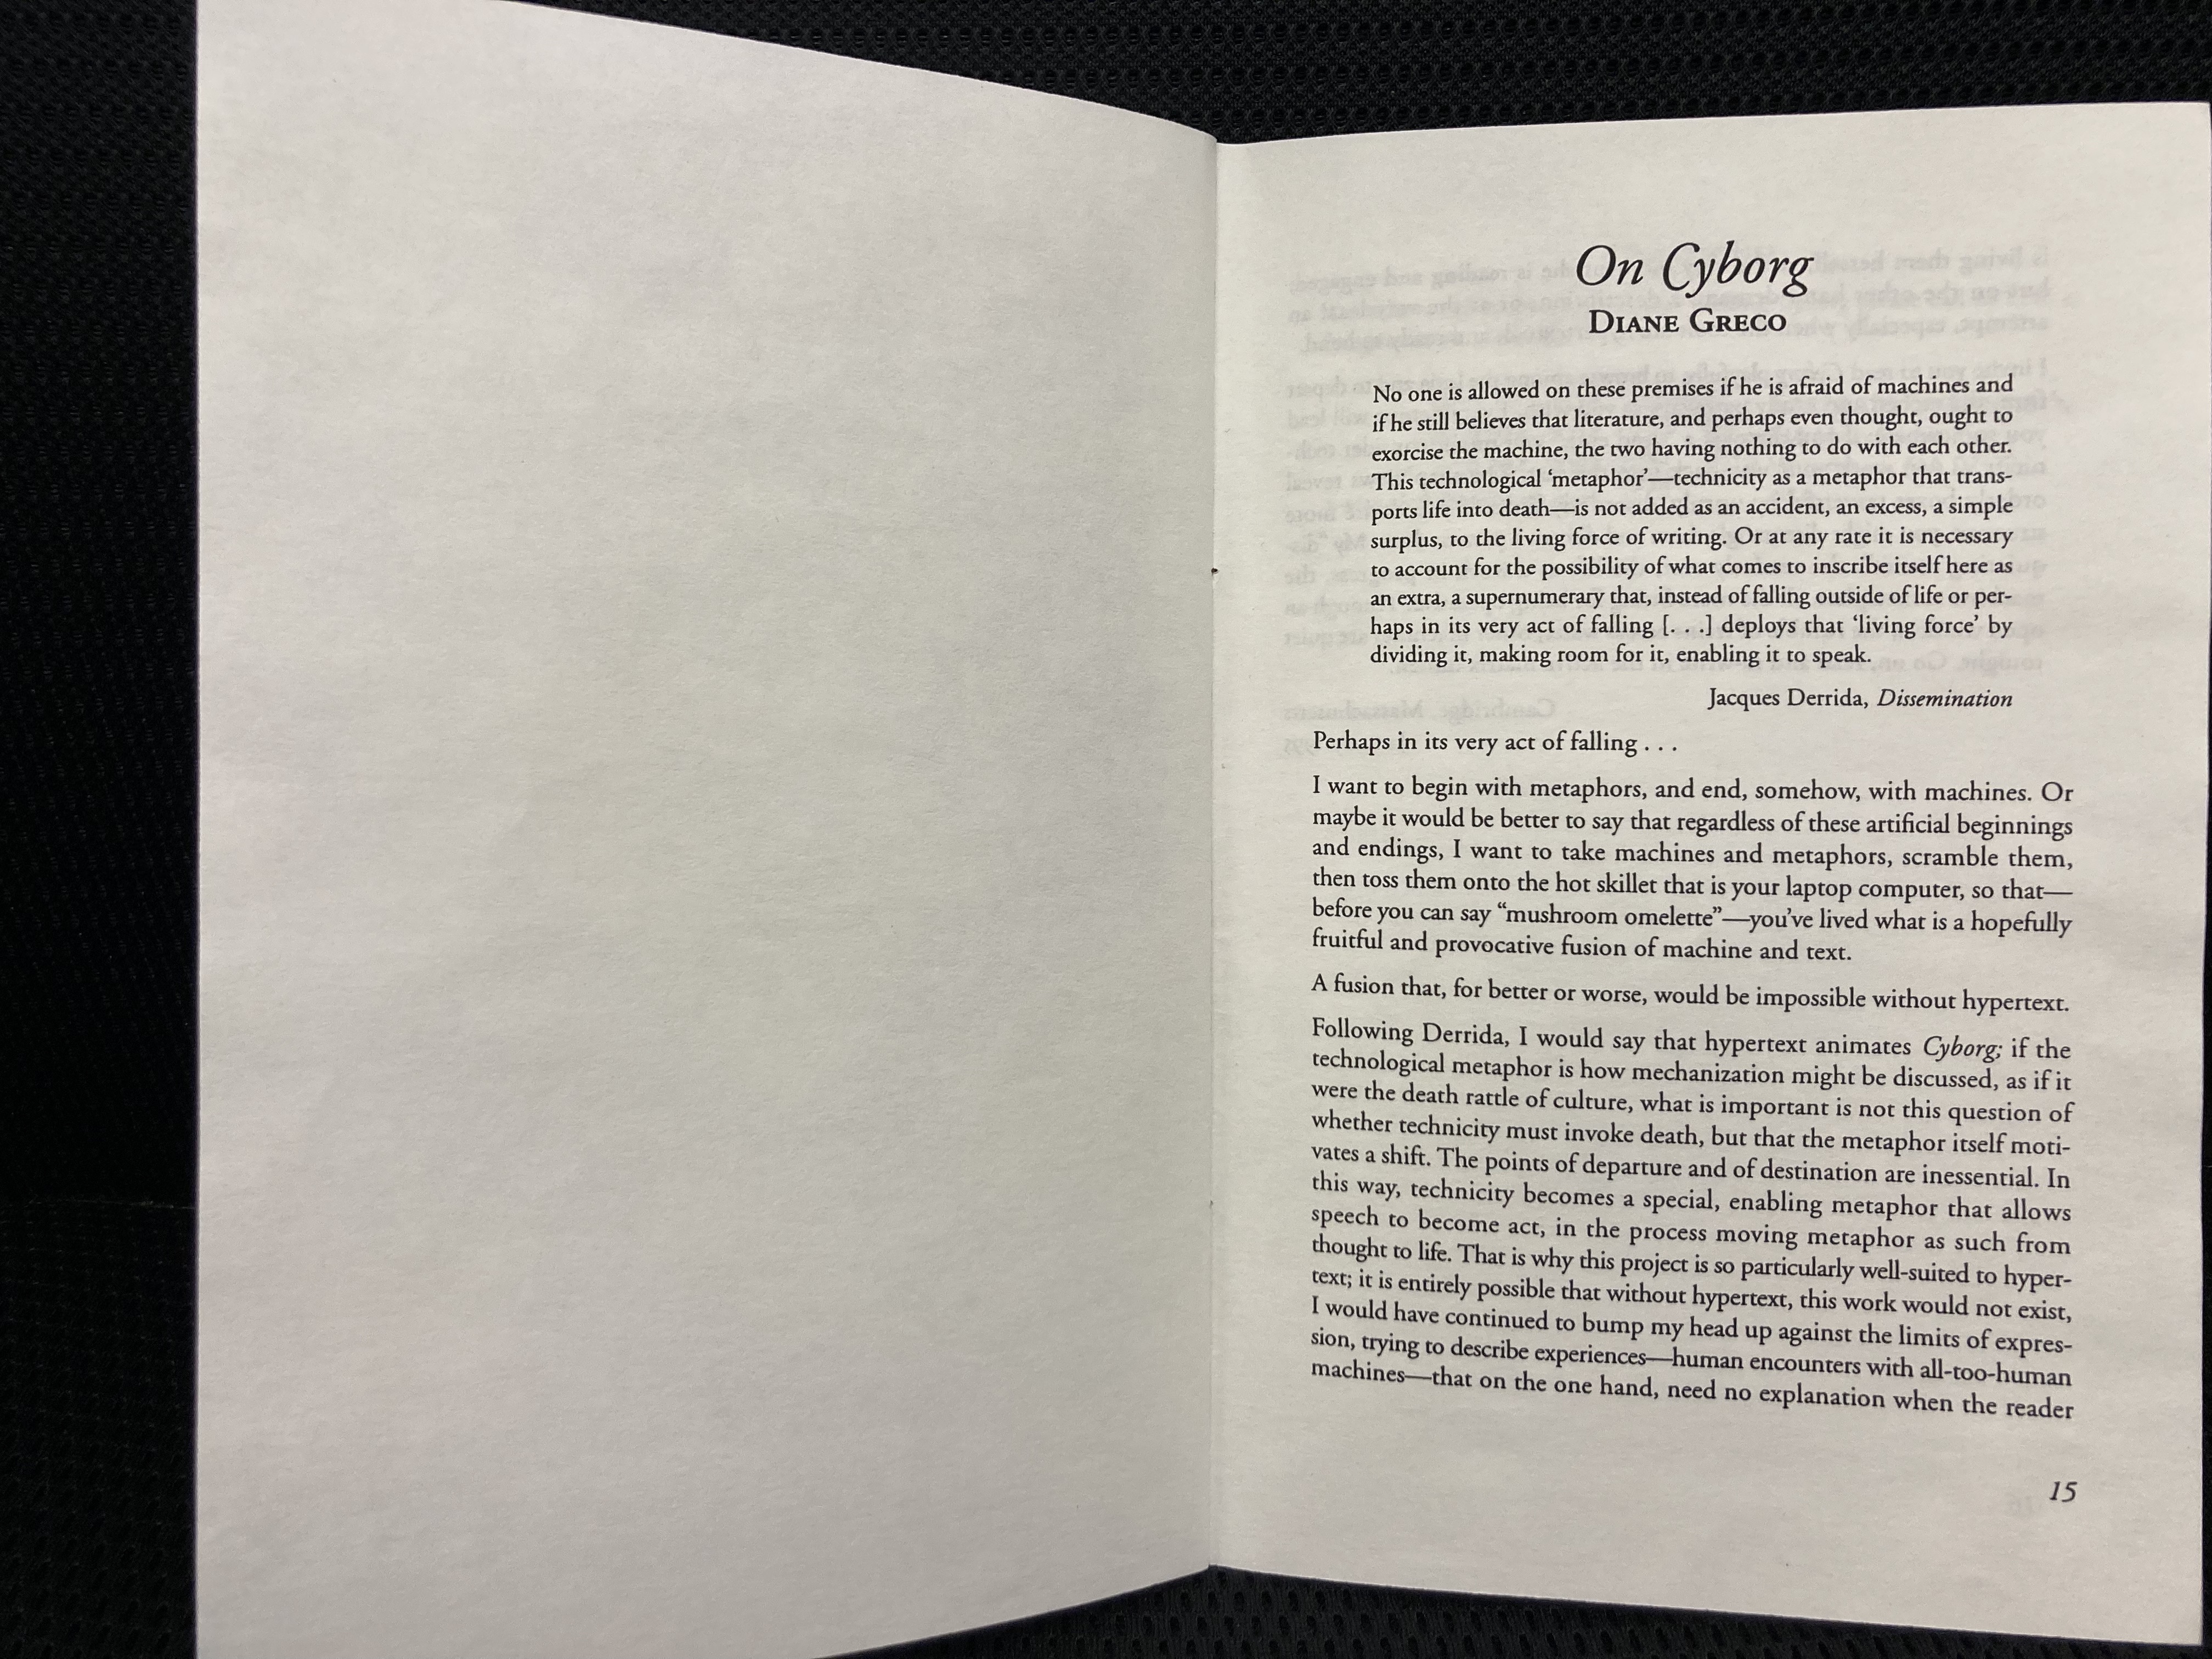 On Cyborg
DIANE GRECO
No one is allowed on these premises if he is afraid of machines and
if he still believes that literature, and perhaps even thought, ought to
exorcise the machine, the two having nothing to do with each other.
This technological ‘metaphor’—technicity as a metaphor that trans-
ports life into death—is not added as an accident, an excess, a simple
surplus, to the living force of writing. Or at any rate it is necessary
to account for the possibility of what comes to inscribe itself here as
an extra, a supernumerary that, instead of falling outside of life or per-
haps in its very act of falling [. . .] deploys that ‘living force’ by
dividing it, making room for it, enabling it to speak.
Jacques Derrida, Dissemination
Perhaps in its very act of falling . . .
I want to begin with metaphors, and end, somehow, with machines. Or
maybe it would be better to say that regardless of these artificial beginnings
and endings, I want to take machines and metaphors, scramble them,
then toss them onto the hot skillet that is your laptop computer, so that—
before you can say “mushroom omelette”—you’ve lived what is a hopefully
fruitful and provocative fusion of machine and text.
A fusion that, for better or worse, would be impossible without hypertext.
Following Derrida, I would say that hypertext animates Cyborg; if the
technological metaphor is how mechanization might be discussed, as if it
were the death rattle of culture, what is important is not this question of
whether technicity must invoke death, but that the metaphor itself moti-
vates a shift. The points of departure and of destination are inessential. In
this way, technicity becomes a special, enabling metaphor that allows
speech to become act, in the process moving metaphor as such from
thought to life. That is why this project is so particularly well-suited to hyper-
text; it is entirely possible that without hypertext, this work would not exist,
I would have continued to bump my head up against the limits of expres-
sion, trying to describe experiences—human encounters with all-too-human
machines—that on the one hand, need no explanation when the reader
15